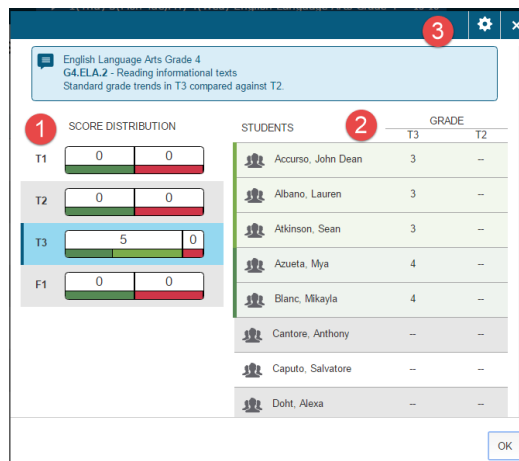 3
×
English Language Arts Grade 4
G4.ELA.2 - Reading informational texts
Standard grade trends in T3 compared against T2.
1
SCORE DISTRIBUTION
T1 0 0
T2 0 0
T3 5 0
F1 0 0
2
STUDENTS GRADE
T3 T2
Accurso, John Dean 3 --
Albano, Lauren 3 --
Atkinson, Sean 3 --
Azueta, Mya 4 --
Blanc, Mikayla 4 --
Cantore, Anthony -- --
Caputo, Salvatore -- --
Doht, Alexa -- --
OK